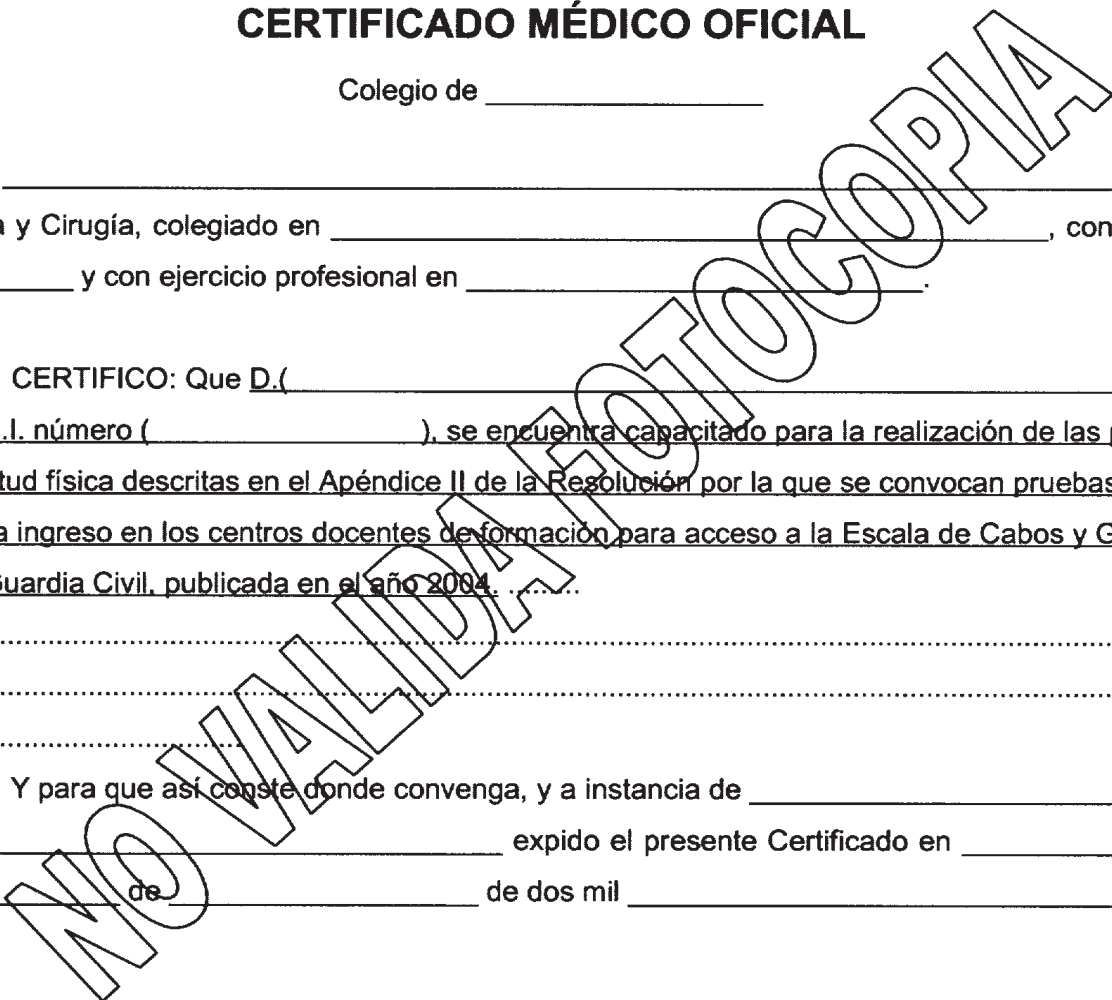 CERTIFICADO MÉDICO OFICIAL
Colegio de
y Cirugía, colegiado en , con
y con ejercicio profesional en .
CERTIFICO: Que D.(
.I. número ( ), se encuentra capacitado para la realización de las
tud física descritas en el Apéndice II de la Resolución por la que se convocan pruebas
a ingreso en los centros docentes de formación para acceso a la Escala de Cabos y G
uardia Civil, publicada en el año 2004. .........
Y para que así conste donde convenga, y a instancia de
expido el presente Certificado en
de de dos mil
NO VALIDA FOTOCOPIA